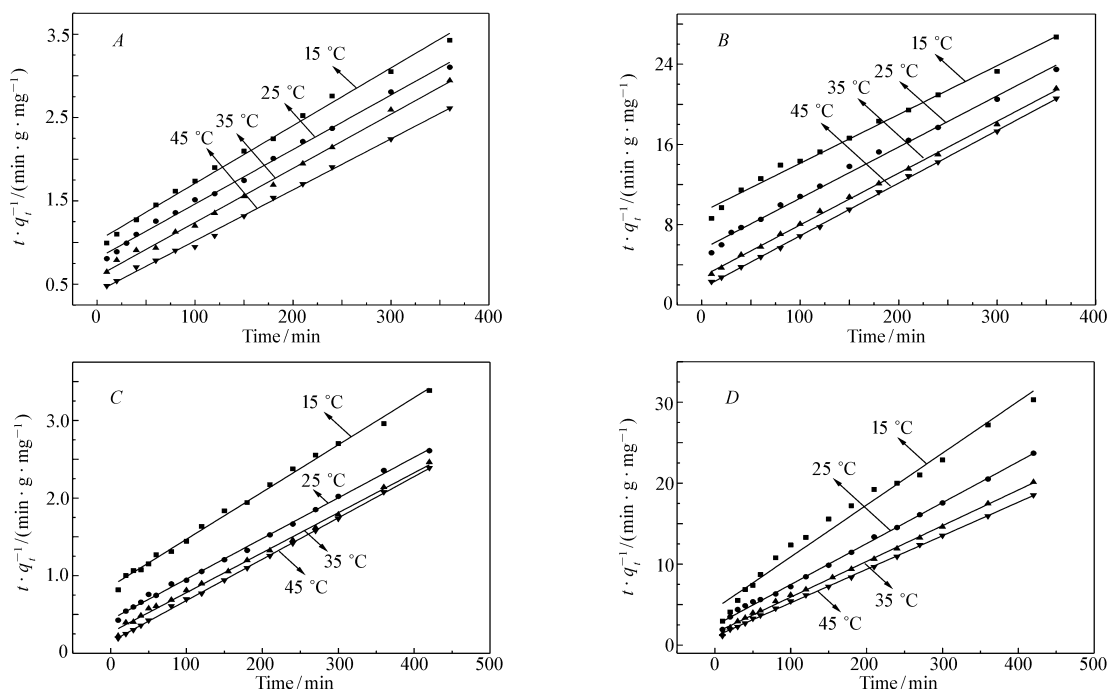 A
3.5
2.5
1.5
0.5
t · q_t^{-1}/(min · g · mg^{-1})
15 °C
25 °C
35 °C
45 °C
0 100 200 300 400
Time/min
B
24
16
8
0
t · q_t^{-1}/(min · g · mg^{-1})
15 °C
25 °C
35 °C
45 °C
0 100 200 300 400
Time/min
C
3.0
2.0
1.0
0
t · q_t^{-1}/(min · g · mg^{-1})
15 °C
25 °C
35 °C
45 °C
0 100 200 300 400 500
Time/min
D
30
20
10
0
t · q_t^{-1}/(min · g · mg^{-1})
15 °C
25 °C
35 °C
45 °C
0 100 200 300 400 500
Time/min